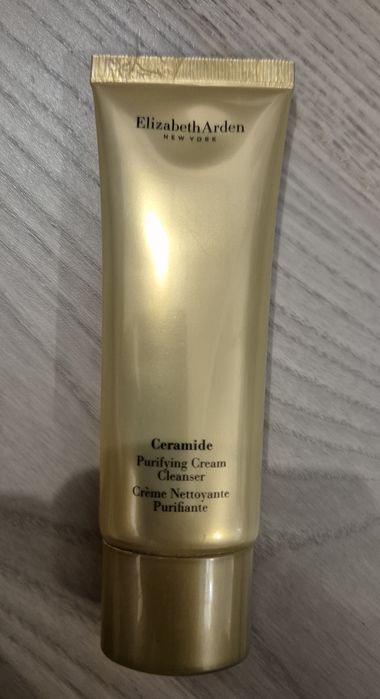 ElizabethArden
NEW YORK
Ceramide
Purifying Cream
Cleanser
Crème Nettoyante
Purifiante